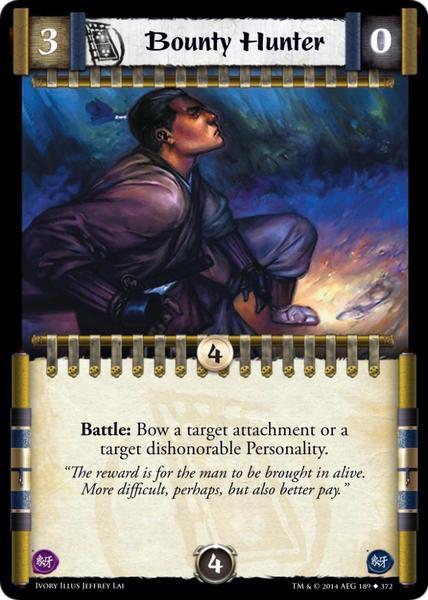 3
Bounty Hunter
0
4
Battle: Bow a target attachment or a
target dishonorable Personality.
“The reward is for the man to be brought in alive.
More difficult, perhaps, but also better pay.”
4
Ivory Illus Jeffrey Lai
TM & © 2014 AEG 189 ◆ 372